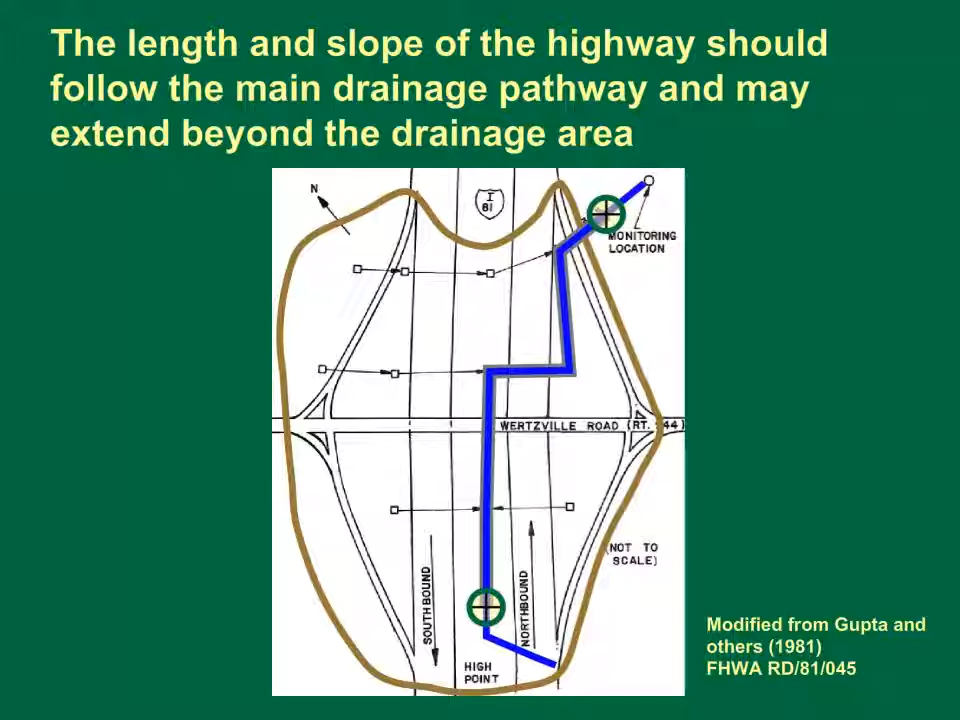 The length and slope of the highway should
follow the main drainage pathway and may
extend beyond the drainage area
N
I
81
MONITORING
LOCATION
WERTZVILLE ROAD (RT. 944)
(NOT TO
SCALE)
SOUTHBOUND
NORTHBOUND
HIGH
POINT
Modified from Gupta and
others (1981)
FHWA RD/81/045